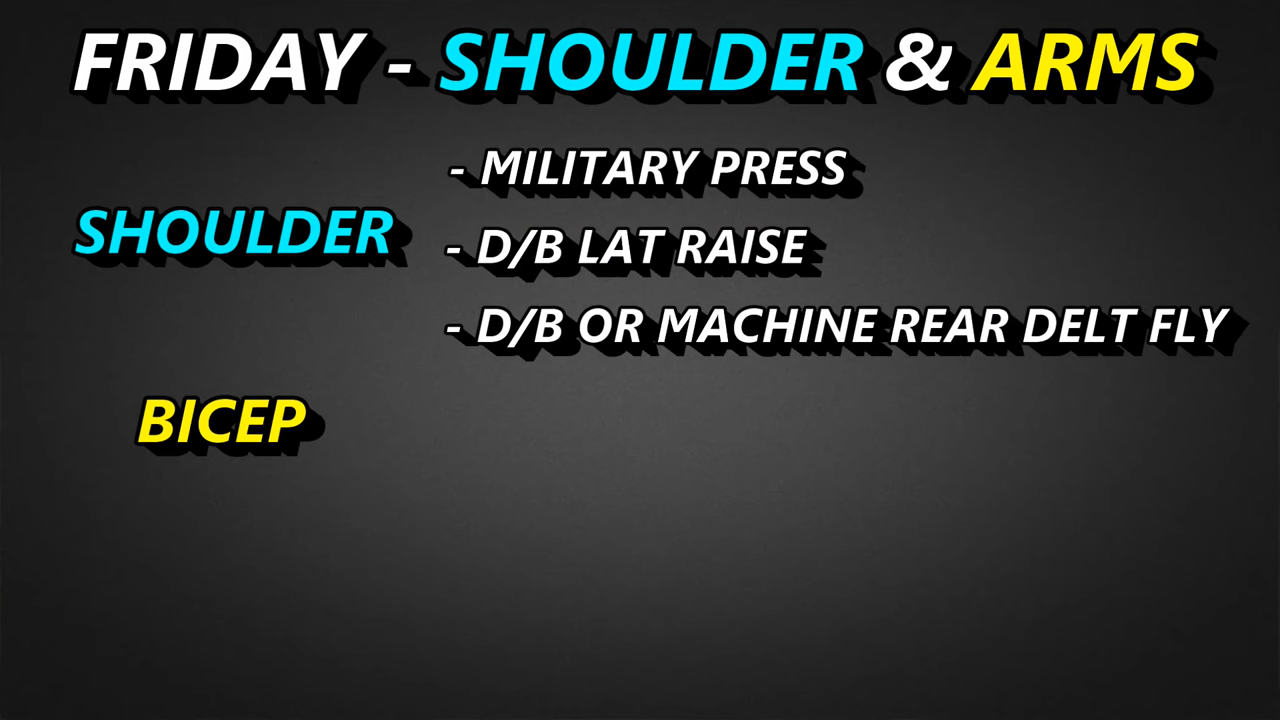 FRIDAY - SHOULDER & ARMS
- MILITARY PRESS
SHOULDER
- D/B LAT RAISE
- D/B OR MACHINE REAR DELT FLY
BICEP